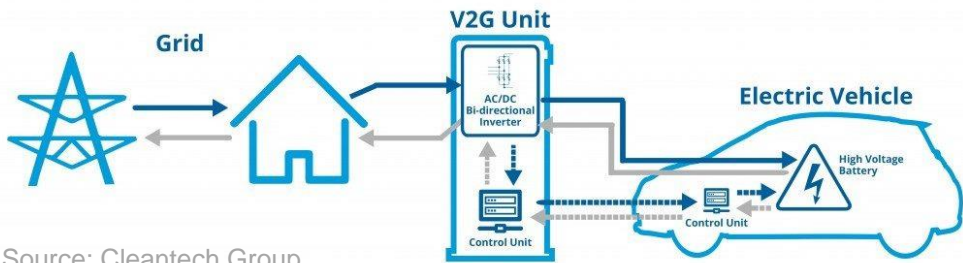 V2G Unit
Grid
AC/DC
Bi-directional
Inverter
Electric Vehicle
High Voltage
Battery
Control Unit
Control Unit
Source: Cleantech Group